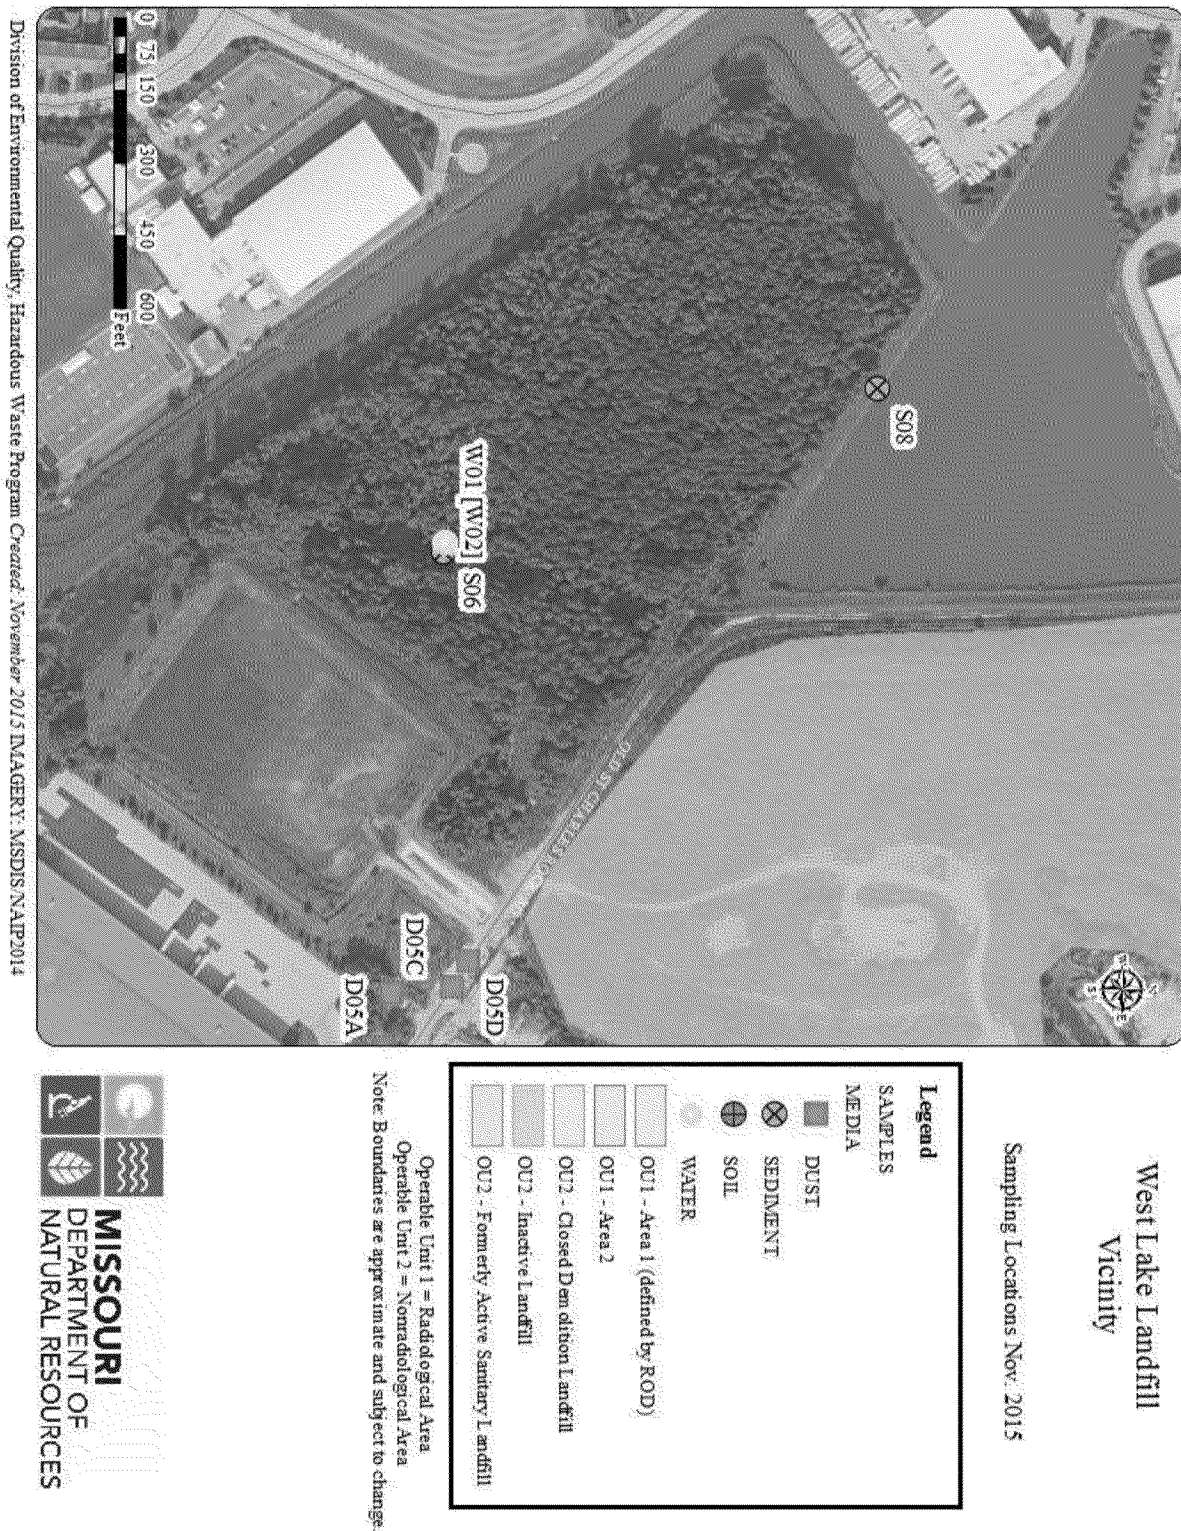 West Lake Landfill
Vicinity
Sampling Locations Nov. 2015
Legend
SAMPLES
MEDIA
DUST
SEDIMENT
SOIL
WATER
OU1 - Area 1 (defined by ROD)
OU1 - Area 2
OU2 - Closed Demolition Landfill
OU2 - Inactive Landfill
OU2 - Formerly Active Sanitary Landfill
Operable Unit 1 = Radiological Area
Operable Unit 2 = Nonradiological Area
Note: Boundaries are approximate and subject to change.
MISSOURI
DEPARTMENT OF
NATURAL RESOURCES
N
W
E
S
S08
W01 [W02] S06
OLD ST CHARLES
D05D
D05C
D05A
0 75 150 300 450 600
Feet
Division of Environmental Quality, Hazardous Waste Program Created: November 2015 IMAGERY: MSDIS/NAIP2014